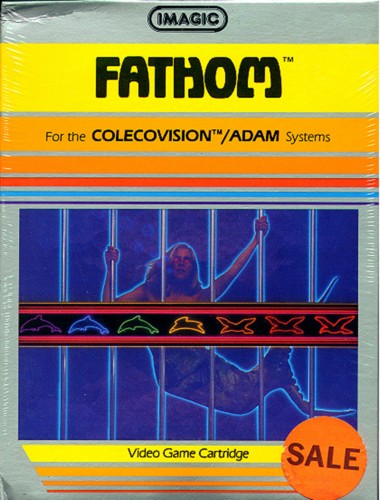 IMAGIC
FATHOM™
For the COLECOVISION™/ADAM Systems
Video Game Cartridge
SALE